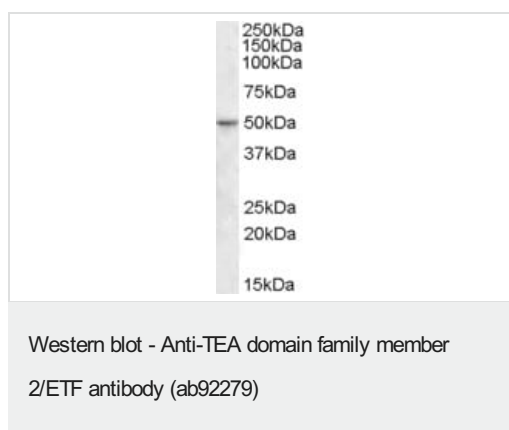 250kDa
150kDa
100kDa
75kDa
50kDa
37kDa
25kDa
20kDa
15kDa
Western blot - Anti-TEA domain family member
2/ETF antibody (ab92279)